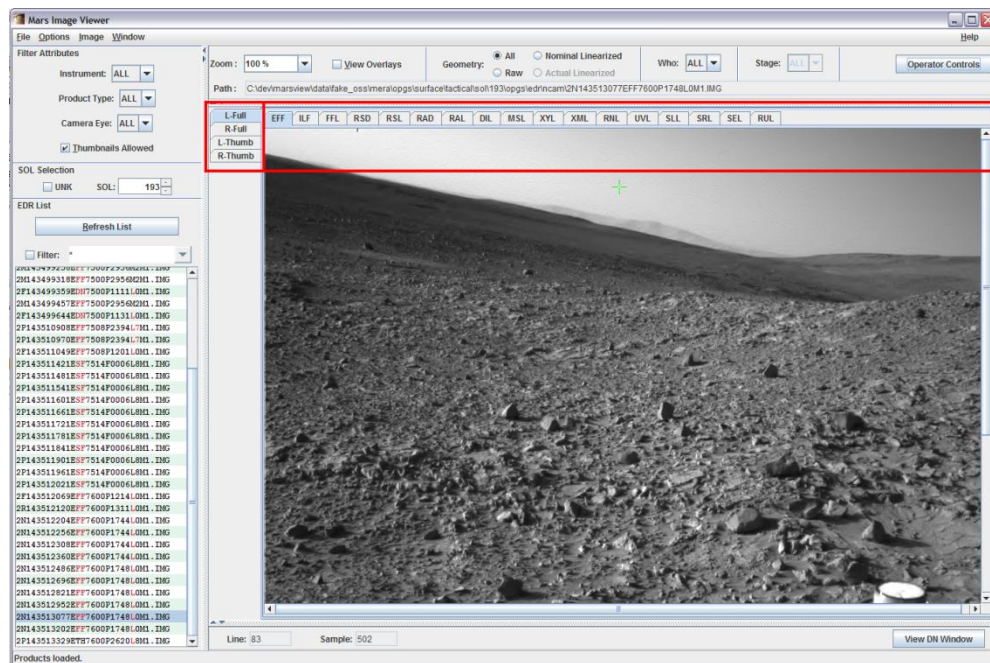 Mars Image Viewer
File Options Image Window Help
Filter Attributes
Instrument: ALL
Product Type: ALL
Camera Eye: ALL
Thumbnails Allowed
SOL Selection
UNK SOL: 193
EDR List
Refresh List
Filter: *
2M143499318EFF7500P2956M2M1.IMG
2F143499359EDN7500P1111L0M1.IMG
2M143499457EFF7500P2956M2M1.IMG
2F143499644EDN7500P1131L0M1.IMG
2P143510908EFF7508P2394L7M1.IMG
2P143510970EFF7508P2394L7M1.IMG
2F143511049EFF7508P1201L0M1.IMG
2P143511421ESF7514F0006L8M1.IMG
2P143511481ESF7514F0006L8M1.IMG
2P143511541ESF7514F0006L8M1.IMG
2P143511601ESF7514F0006L8M1.IMG
2P143511661ESF7514F0006L8M1.IMG
2P143511721ESF7514F0006L8M1.IMG
2P143511781ESF7514F0006L8M1.IMG
2P143511841ESF7514F0006L8M1.IMG
2P143511901ESF7514F0006L8M1.IMG
2P143511961ESF7514F0006L8M1.IMG
2P143512021ESF7514F0006L8M1.IMG
2F143512069EFF7600P1214L0M1.IMG
2R143512120EFF7600P1311L0M1.IMG
2N143512204EFF7600P1744L0M1.IMG
2N143512256EFF7600P1744L0M1.IMG
2N143512308EFF7600P1744L0M1.IMG
2N143512360EFF7600P1744L0M1.IMG
2N143512486EFF7600P1748L0M1.IMG
2N143512696EFF7600P1748L0M1.IMG
2N143512821EFF7600P1748L0M1.IMG
2N143512952EFF7600P1748L0M1.IMG
2N143513077EFF7600P1748L0M1.IMG
2N143513202EFF7600P1748L0M1.IMG
2P143513329ETH7600P2620L8M1.IMG
Products loaded.
Zoom: 100 % View Overlays Geometry: All Nominal Linearized Raw Actual Linearized Who: ALL Stage: ALL Operator Controls
Path: C:\dev\marsview\data\fake_oss\mera\ops\surface\tactical\sol\193\opgs\edr\ncam\2N143513077EFF7600P1748L0M1.IMG
L-Full
R-Full
L-Thumb
R-Thumb
EFF ILF FFL RSD RSL RAD RAL DIL MSL XYL XML RNL UVL SLL SRL SEL RUL
Line: 83 Sample: 502 View DN Window